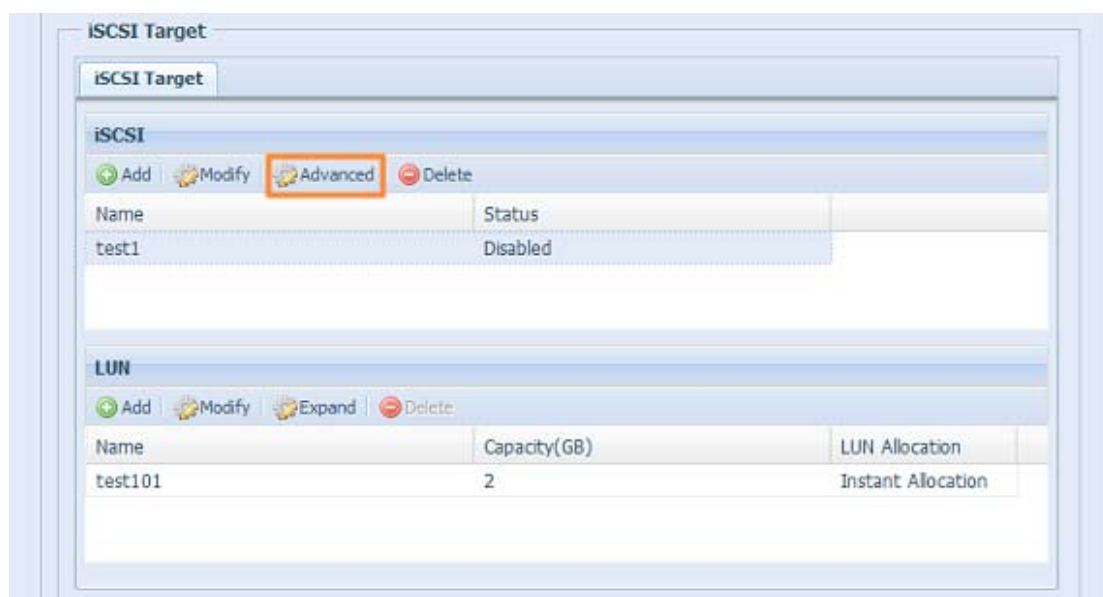 iSCSI Target
iSCSI Target
iSCSI
Add Modify Advanced Delete
Name Status
test1 Disabled
LUN
Add Modify Expand Delete
Name Capacity(GB) LUN Allocation
test101 2 Instant Allocation